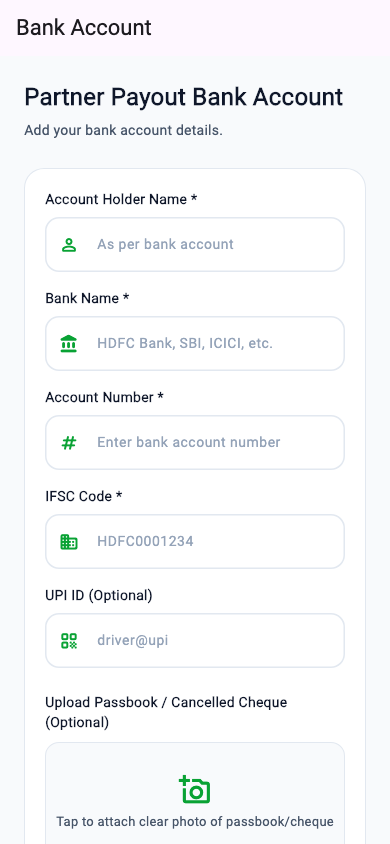 Bank Account
Partner Payout Bank Account
Add your bank account details.
Account Holder Name *
As per bank account
Bank Name *
HDFC Bank, SBI, ICICI, etc.
Account Number *
Enter bank account number
IFSC Code *
HDFC0001234
UPI ID (Optional)
driver@upi
Upload Passbook / Cancelled Cheque
(Optional)
Tap to attach clear photo of passbook/cheque